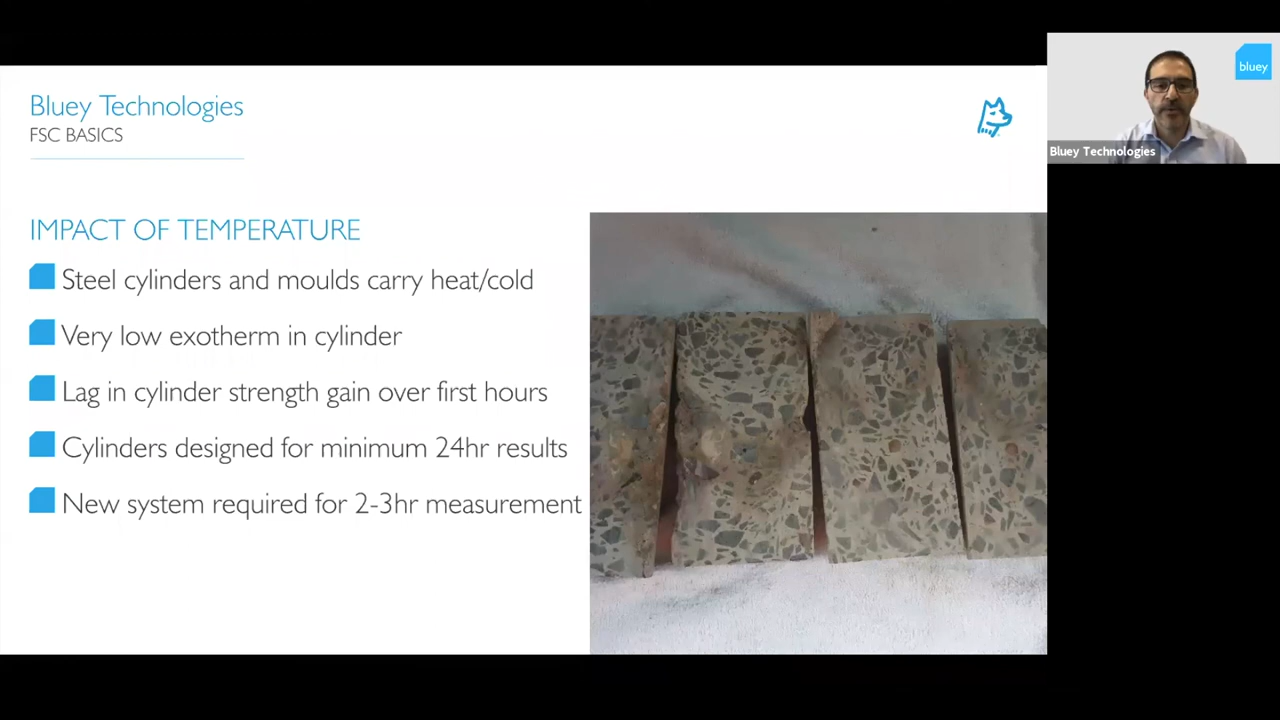 Bluey Technologies
FSC BASICS
IMPACT OF TEMPERATURE
Steel cylinders and moulds carry heat/cold
Very low exotherm in cylinder
Lag in cylinder strength gain over first hours
Cylinders designed for minimum 24hr results
New system required for 2-3hr measurement
bluey
Bluey Technologies